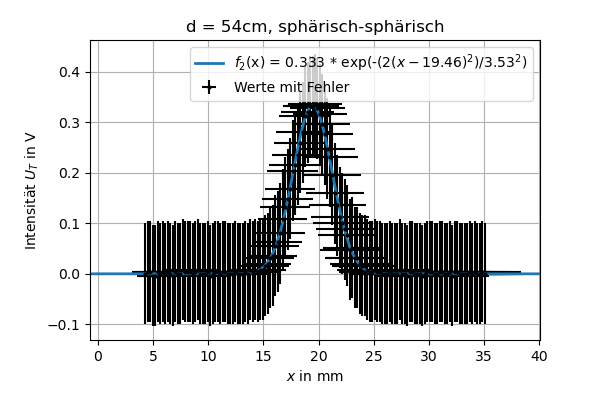 d = 54cm, sphärisch-sphärisch
f₂(x) = 0.333 * exp(-(2(x − 19.46)²)/3.53²)
Werte mit Fehler
Intensität U_T in V
0.4
0.3
0.2
0.1
0.0
−0.1
0 5 10 15 20 25 30 35 40
x in mm